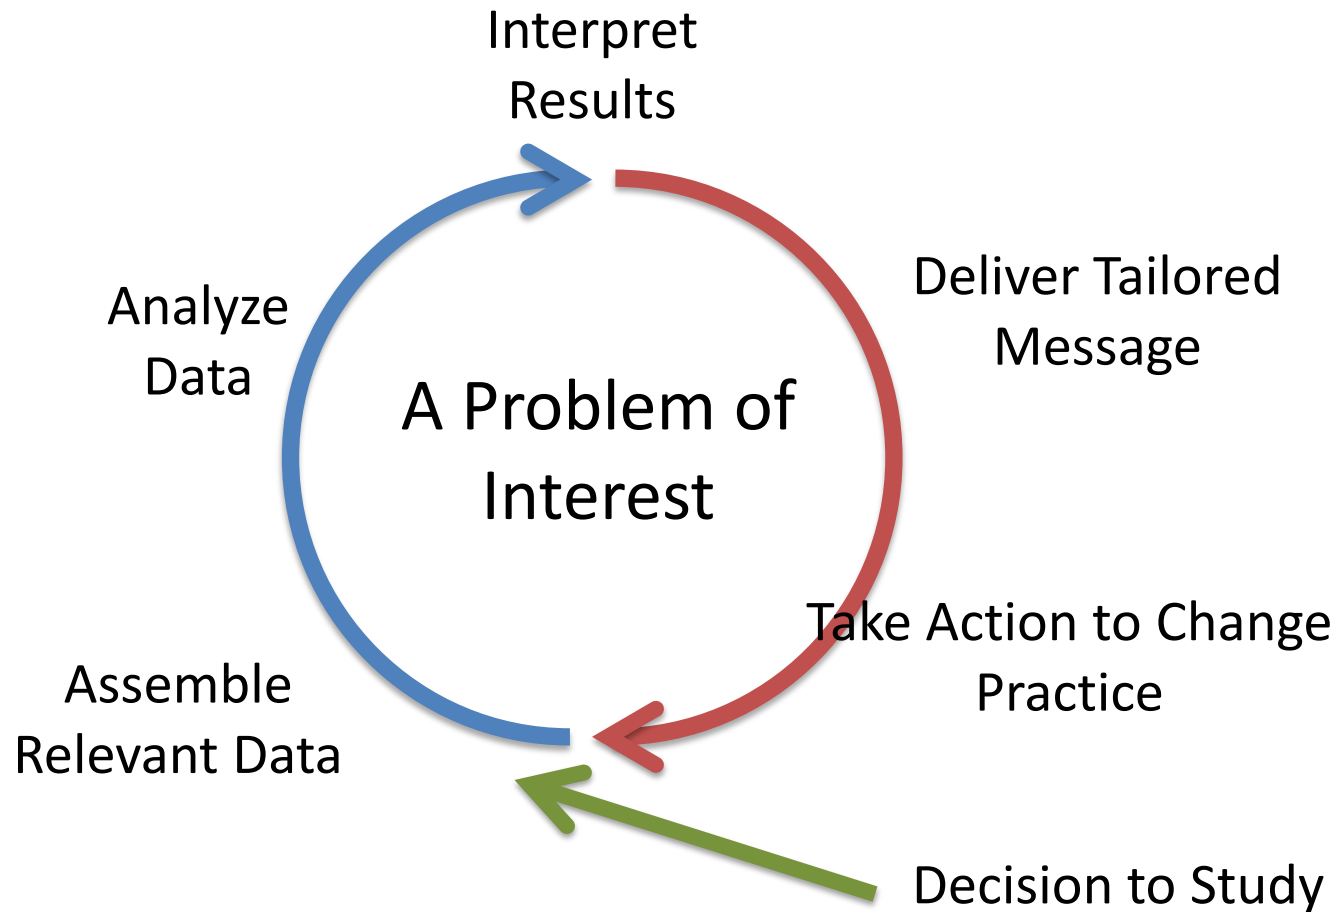 Interpret
Results
Analyze
Data
Deliver Tailored
Message
A Problem of
Interest
Assemble
Relevant Data
Take Action to Change
Practice
Decision to Study